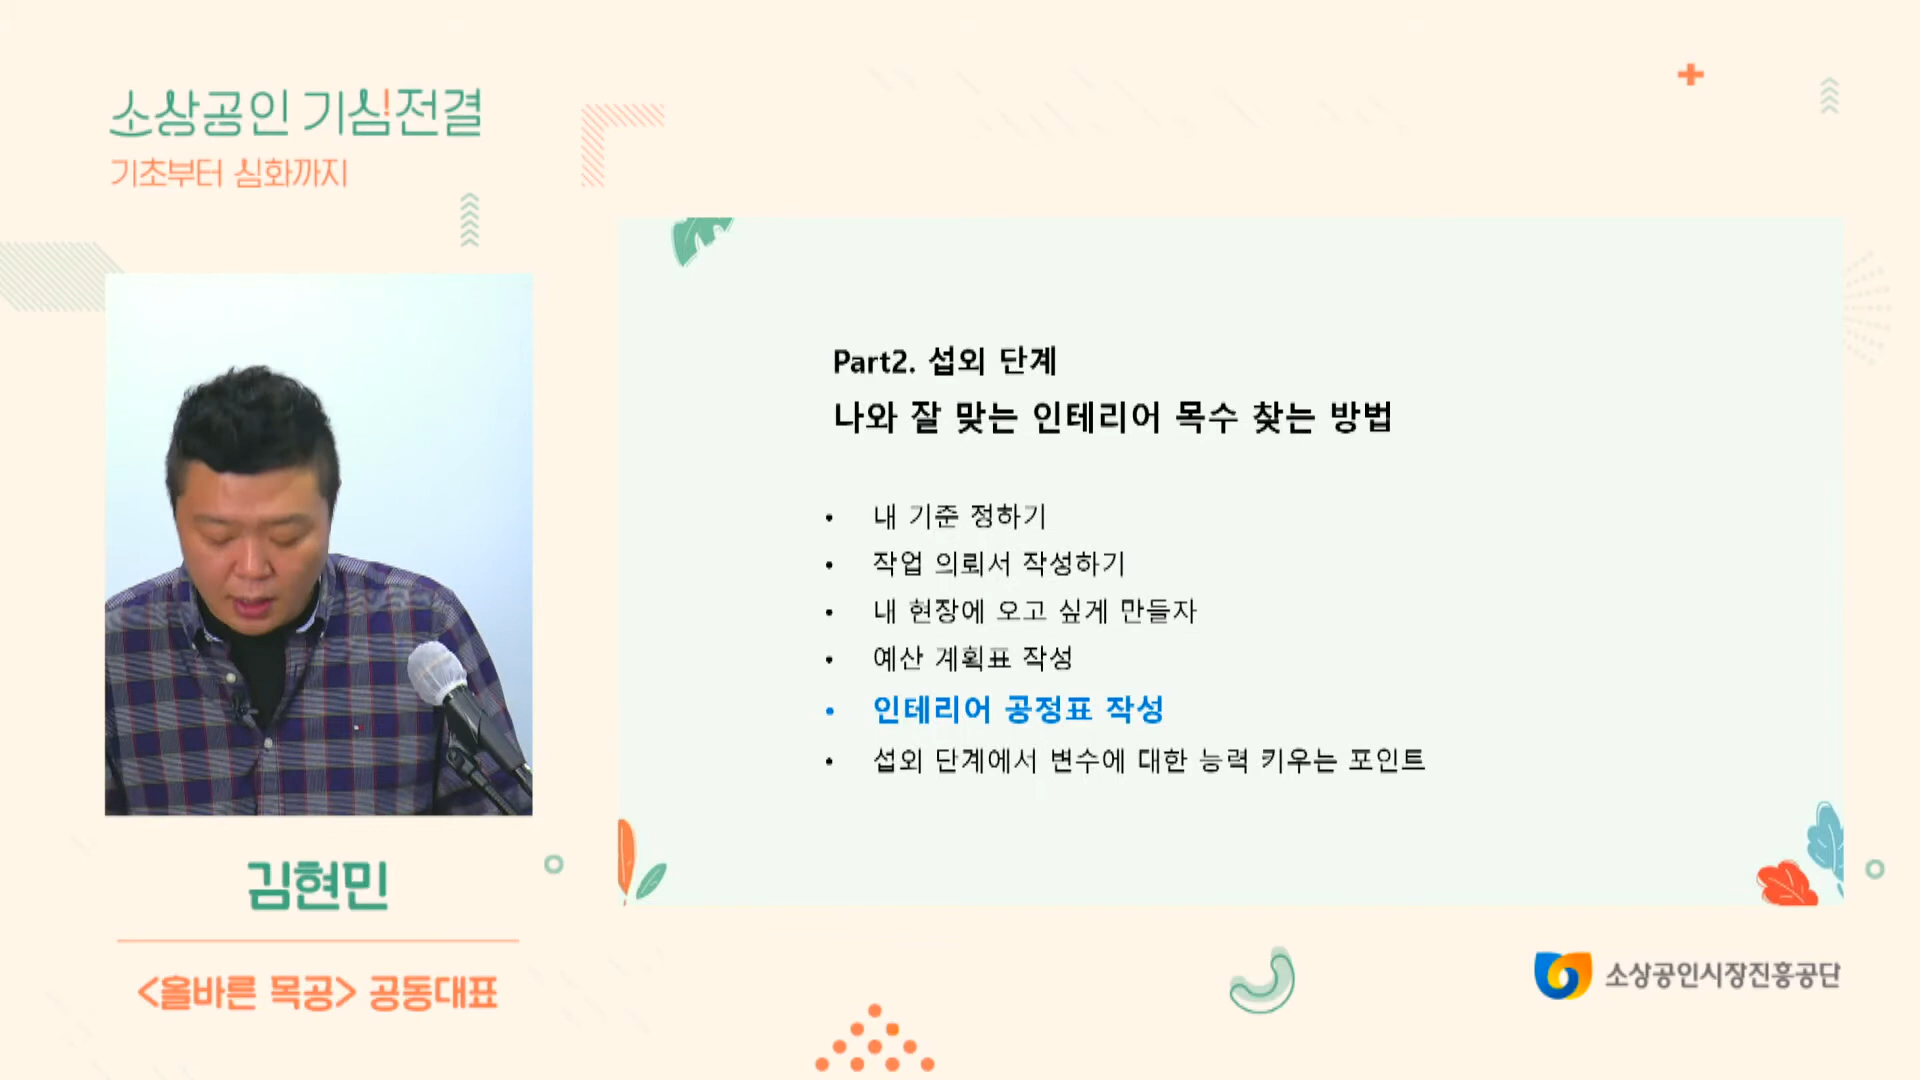 소상공인 기심전결
기초부터 심화까지
Part2. 섭외 단계
나와 잘 맞는 인테리어 목수 찾는 방법
• 내 기준 정하기
• 작업 의뢰서 작성하기
• 내 현장에 오고 싶게 만들자
• 예산 계획표 작성
• 인테리어 공정표 작성
• 섭외 단계에서 변수에 대한 능력 키우는 포인트
김현민
<올바른 목공> 공동대표
소상공인시장진흥공단